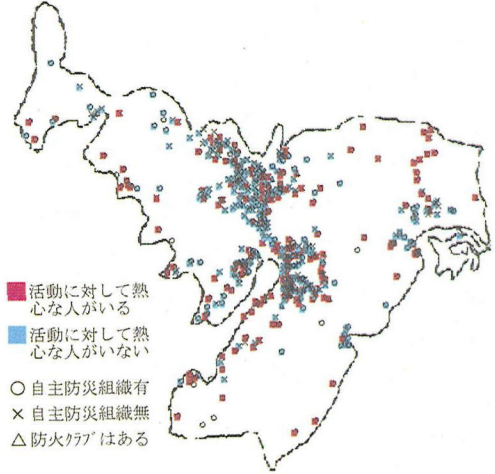 活動に対して熱
心な人がいる
活動に対して熱
心な人がいない
自主防災組織有
自主防災組織無
防火クラブはある